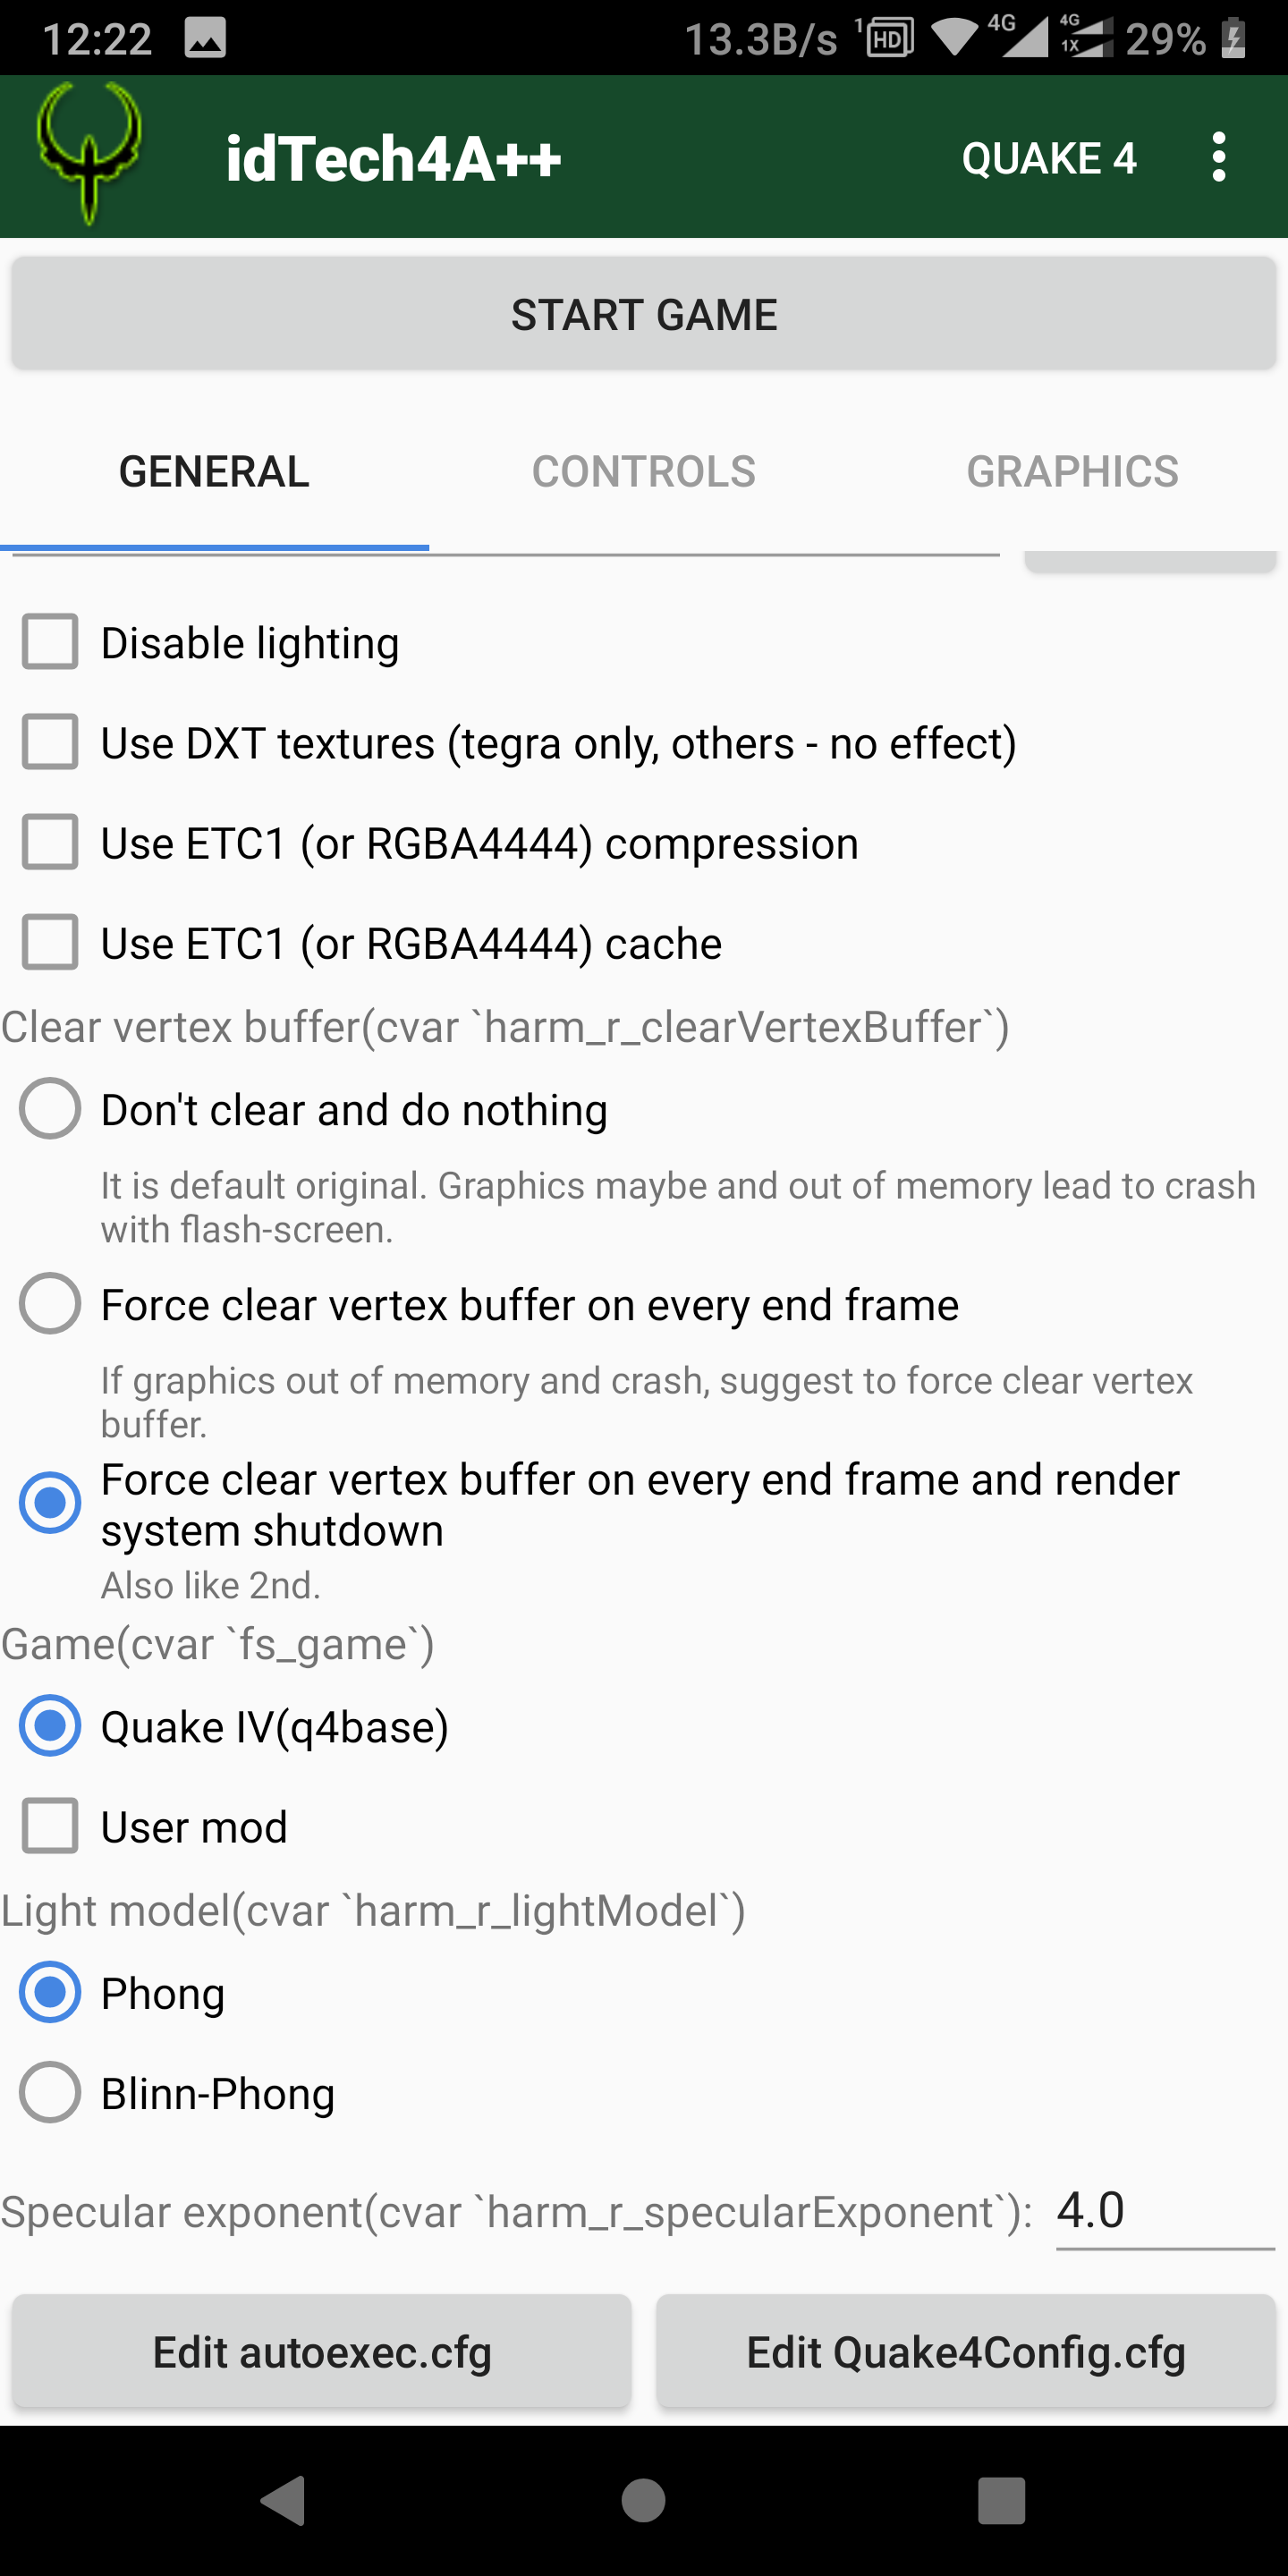 12:22 13.3B/s 1 HD 4G 4G 1X 29%
idTech4A++ QUAKE 4
START GAME
GENERAL CONTROLS GRAPHICS
Disable lighting
Use DXT textures (tegra only, others - no effect)
Use ETC1 (or RGBA4444) compression
Use ETC1 (or RGBA4444) cache
Clear vertex buffer(cvar `harm_r_clearVertexBuffer`)
Don't clear and do nothing
It is default original. Graphics maybe and out of memory lead to crash
with flash-screen.
Force clear vertex buffer on every end frame
If graphics out of memory and crash, suggest to force clear vertex
buffer.
Force clear vertex buffer on every end frame and render
system shutdown
Also like 2nd.
Game(cvar `fs_game`)
Quake IV(q4base)
User mod
Light model(cvar `harm_r_lightModel`)
Phong
Blinn-Phong
Specular exponent(cvar `harm_r_specularExponent`): 4.0
Edit autoexec.cfg Edit Quake4Config.cfg